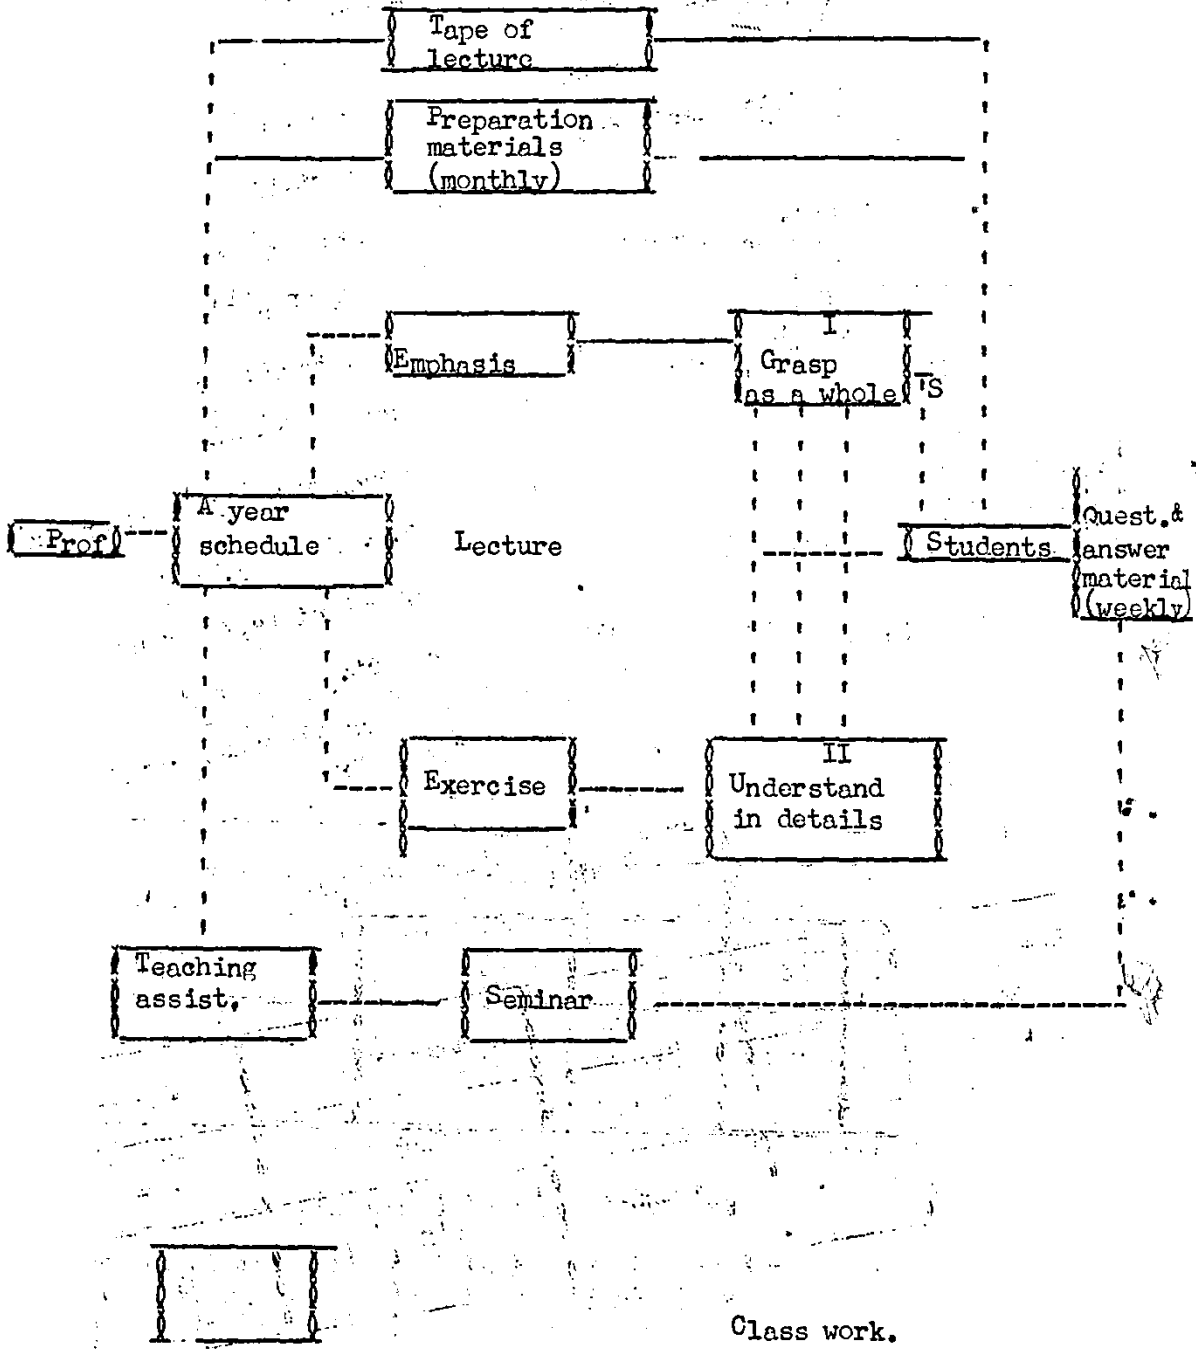 Tape of
lecture
Preparation
materials
(monthly)
Emphasis
I
Grasp
as a whole
S
Prof
A year
schedule
Lecture
Students
Quest.&
answer
material
(weekly)
Exercise
II
Understand
in details
Teaching
assist.
Seminar
Class work.